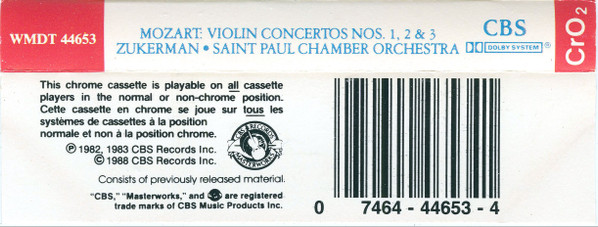 WMDT 44653
MOZART: VIOLIN CONCERTOS NOS. 1, 2 & 3
ZUKERMAN • SAINT PAUL CHAMBER ORCHESTRA
CBS
DOLBY SYSTEM ®
CrO2
This chrome cassette is playable on all cassette
players in the normal or non-chrome position.
Cette cassette en chrome se joue sur tous les
systèmes de cassettes à la position
normale et non à la position chrome.
℗ 1982, 1983 CBS Records Inc.
© 1988 CBS Records Inc.
CBS RECORDS
MASTERWORKS
Consists of previously released material.
"CBS," "Masterworks," and are registered
trade marks of CBS Music Products Inc.
0 7464-44653-4